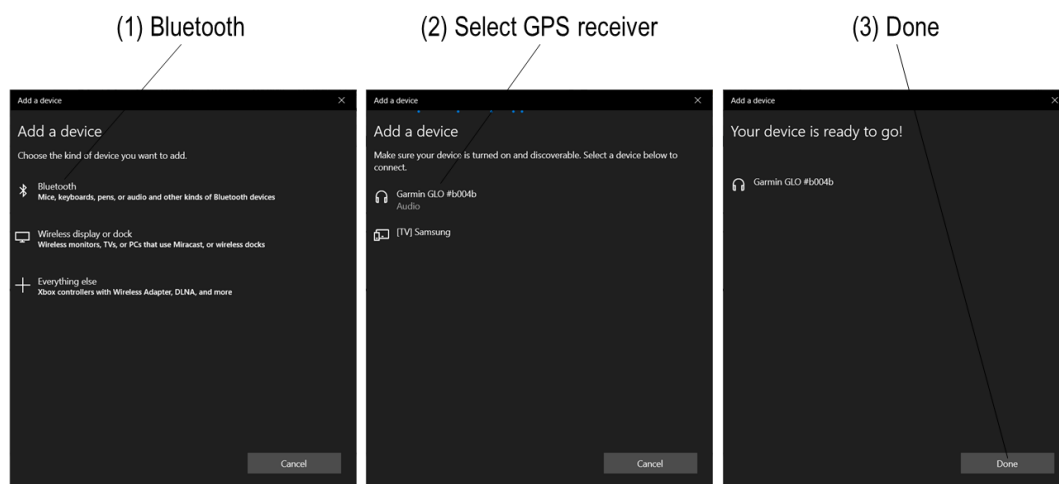 (1) Bluetooth
(2) Select GPS receiver
(3) Done
Add a device
Add a device
Choose the kind of device you want to add.
Bluetooth
Mice, keyboards, pens, or audio and other kinds of Bluetooth devices
Wireless display or dock
Wireless monitors, TVs, or PCs that use Miracast, or wireless docks
Everything else
Xbox controllers with Wireless Adapter, DLNA, and more
Cancel
Add a device
Add a device
Make sure your device is turned on and discoverable. Select a device below to
connect.
Garmin GLO #b004b
Audio
[TV] Samsung
Cancel
Add a device
Your device is ready to go!
Garmin GLO #b004b
Done